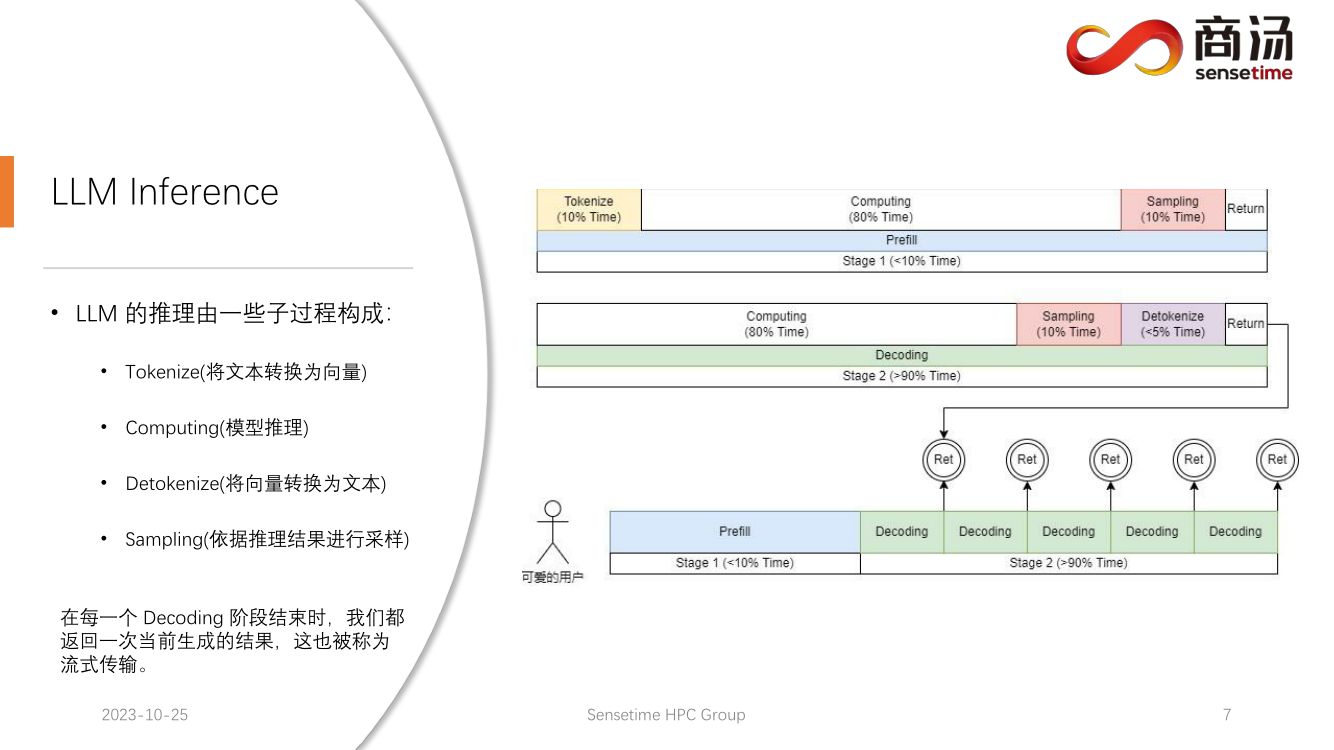 商汤
sensetime
LLM Inference
• LLM 的推理由一些子过程构成：
• Tokenize(将文本转换为向量)
• Computing(模型推理)
• Detokenize(将向量转换为文本)
• Sampling(依据推理结果进行采样)
在每一个 Decoding 阶段结束时，我们都
返回一次当前生成的结果，这也被称为
流式传输。
Tokenize
(10% Time)
Computing
(80% Time)
Sampling
(10% Time)
Return
Prefill
Stage 1 (<10% Time)
Computing
(80% Time)
Sampling
(10% Time)
Detokenize
(<5% Time)
Return
Decoding
Stage 2 (>90% Time)
Ret
Ret
Ret
Ret
Ret
Prefill
Decoding
Decoding
Decoding
Decoding
Decoding
Stage 1 (<10% Time)
Stage 2 (>90% Time)
可爱的用户
2023-10-25
Sensetime HPC Group
7